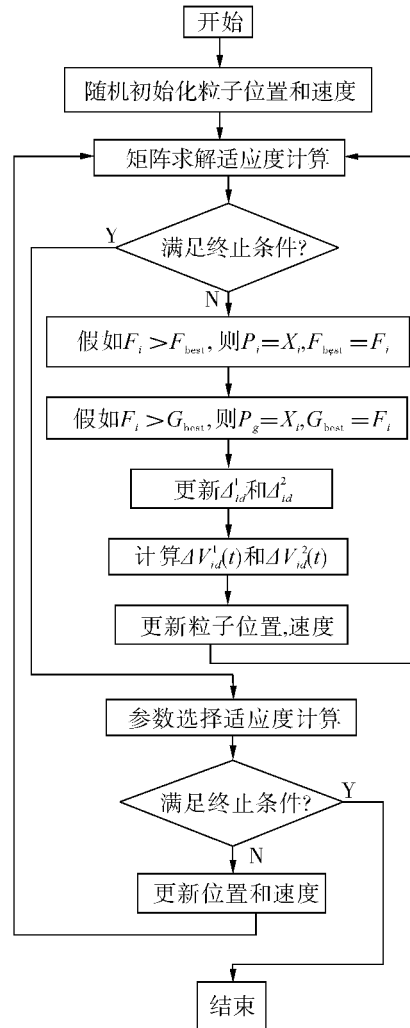 开始
随机初始化粒子位置和速度
矩阵求解适应度计算
Y
满足终止条件?
N
假如F_i>F_best,则P_i=X_i,F_best=F_i
假如F_i>G_best,则P_g=X_i,G_best=F_i
更新Δ_id^1和Δ_id^2
计算ΔV_id^1(t)和ΔV_id^2(t)
更新粒子位置,速度
参数选择适应度计算
满足终止条件?
Y
N
更新位置和速度
结束